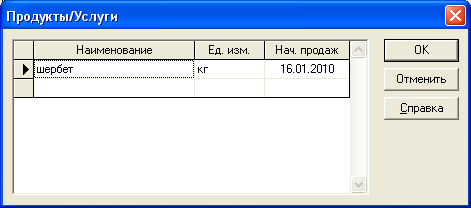 Продукты/Услуги
Наименование Ед. изм. Нач. продаж
шербет кг 16.01.2010
OK
Отменить
Справка